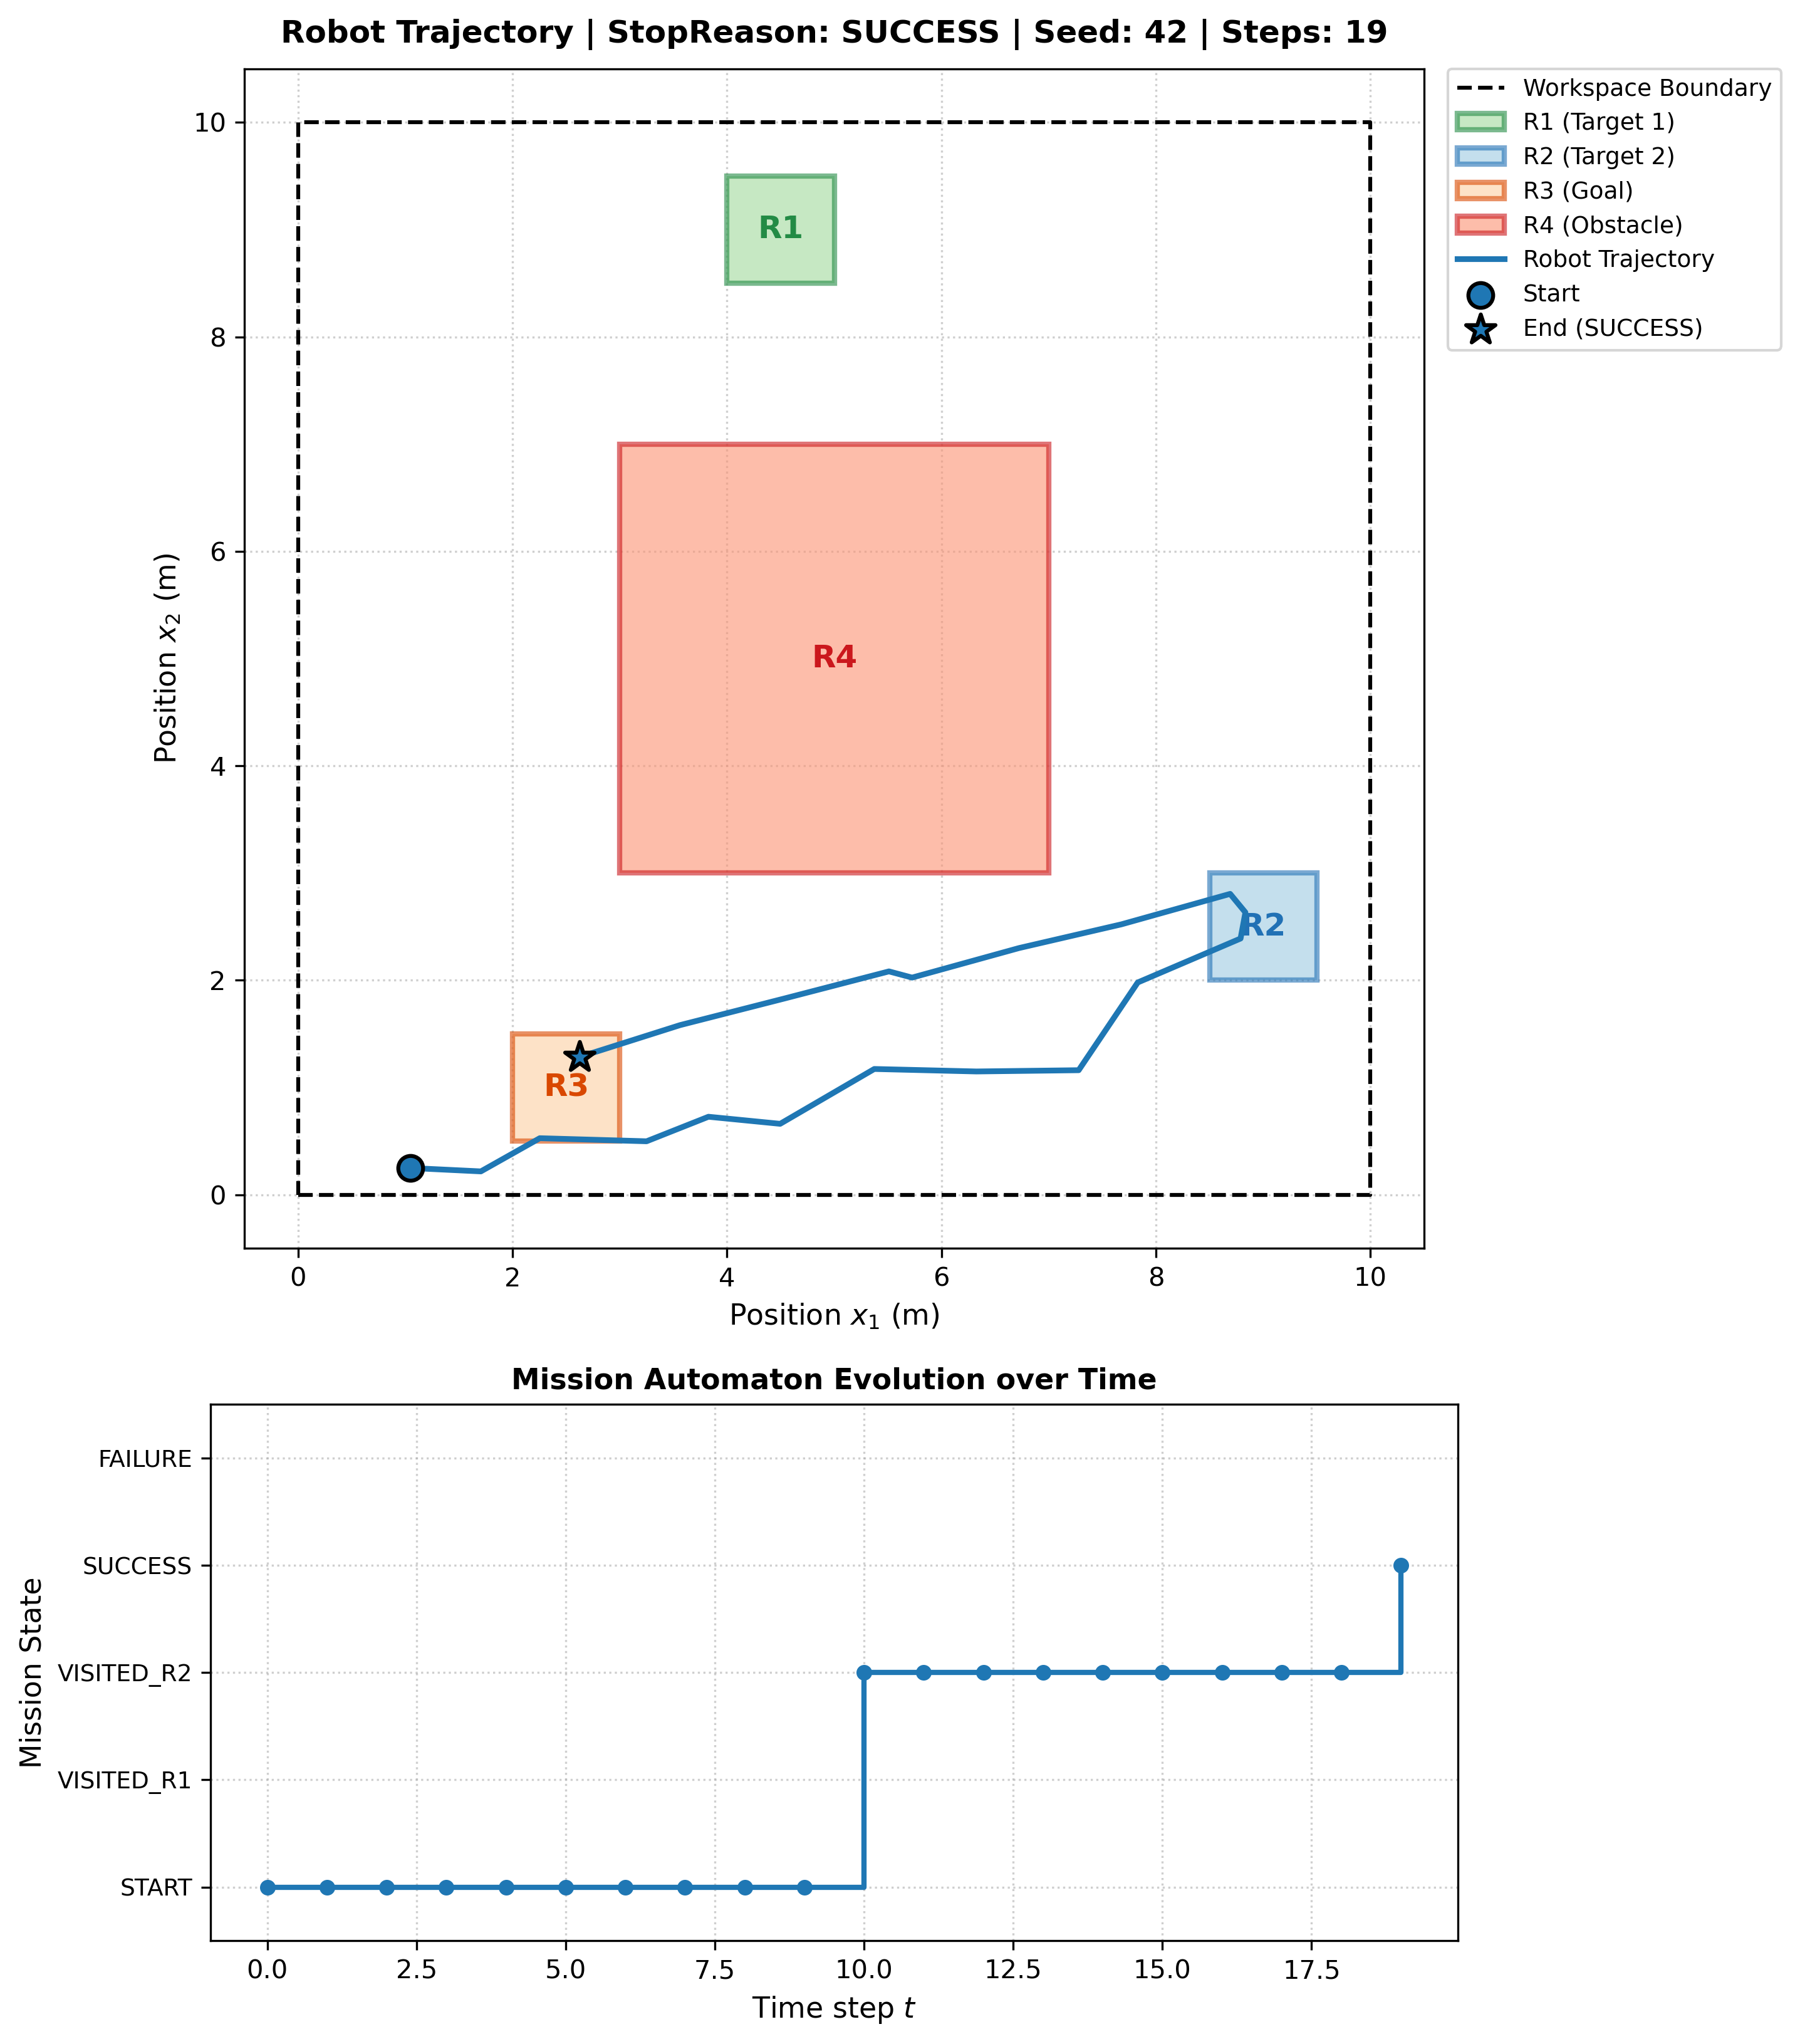 Robot Trajectory | StopReason: SUCCESS | Seed: 42 | Steps: 19
Workspace Boundary
R1 (Target 1)
R2 (Target 2)
R3 (Goal)
R4 (Obstacle)
Robot Trajectory
Start
End (SUCCESS)
10
8
6
4
2
0
Position x₂ (m)
R1
R4
R2
R3
0 2 4 6 8 10
Position x₁ (m)
Mission Automaton Evolution over Time
FAILURE
SUCCESS
VISITED_R2
VISITED_R1
START
Mission State
0.0 2.5 5.0 7.5 10.0 12.5 15.0 17.5
Time step t